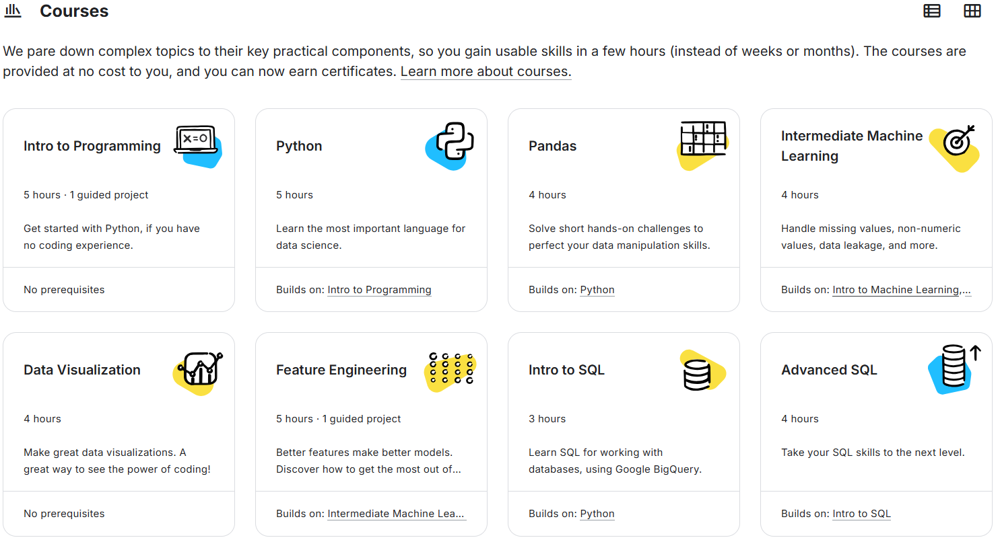 Courses
We pare down complex topics to their key practical components, so you gain usable skills in a few hours (instead of weeks or months). The courses are
provided at no cost to you, and you can now earn certificates. Learn more about courses.
Intro to Programming
X=O
5 hours · 1 guided project
Get started with Python, if you have
no coding experience.
No prerequisites
Python
5 hours
Learn the most important language for
data science.
Builds on: Intro to Programming
Pandas
4 hours
Solve short hands-on challenges to
perfect your data manipulation skills.
Builds on: Python
Intermediate Machine
Learning
4 hours
Handle missing values, non-numeric
values, data leakage, and more.
Builds on: Intro to Machine Learning,...
Data Visualization
4 hours
Make great data visualizations. A
great way to see the power of coding!
No prerequisites
Feature Engineering
5 hours · 1 guided project
Better features make better models.
Discover how to get the most out of...
Builds on: Intermediate Machine Lea...
Intro to SQL
3 hours
Learn SQL for working with
databases, using Google BigQuery.
Builds on: Python
Advanced SQL
4 hours
Take your SQL skills to the next level.
Builds on: Intro to SQL